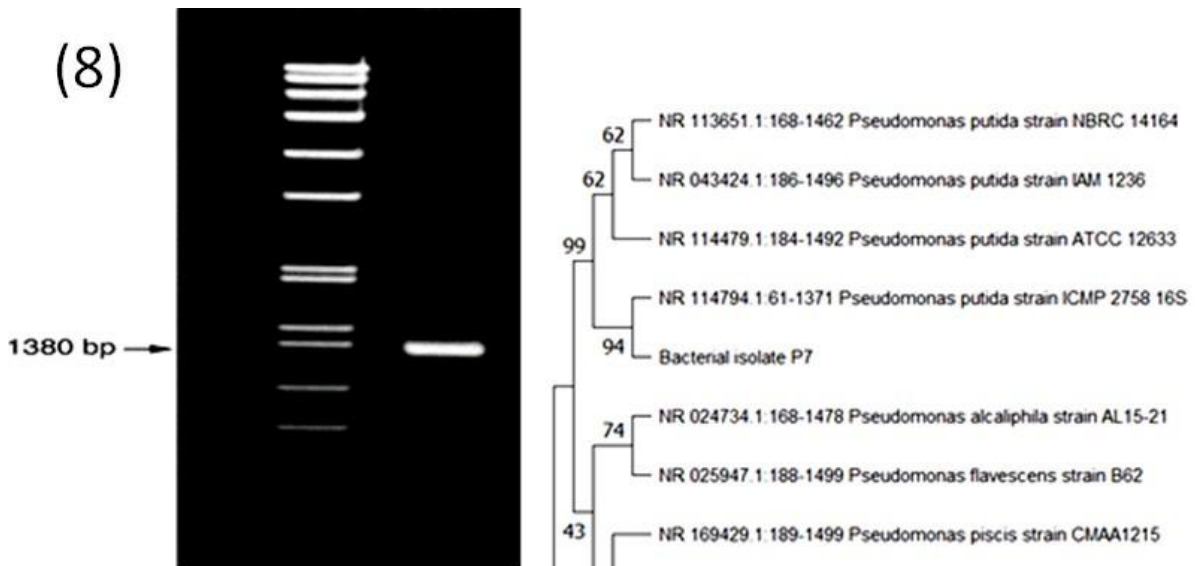 (8)
1380 bp
62
NR 113651.1:168-1462 Pseudomonas putida strain NBRC 14164
62
NR 043424.1:186-1496 Pseudomonas putida strain IAM 1236
99
NR 114479.1:184-1492 Pseudomonas putida strain ATCC 12633
NR 114794.1:61-1371 Pseudomonas putida strain ICMP 2758 16S
94
Bacterial isolate P7
74
NR 024734.1:168-1478 Pseudomonas alcaliphila strain AL15-21
NR 025947.1:188-1499 Pseudomonas flavescens strain B62
43
NR 169429.1:189-1499 Pseudomonas piscis strain CMAA1215